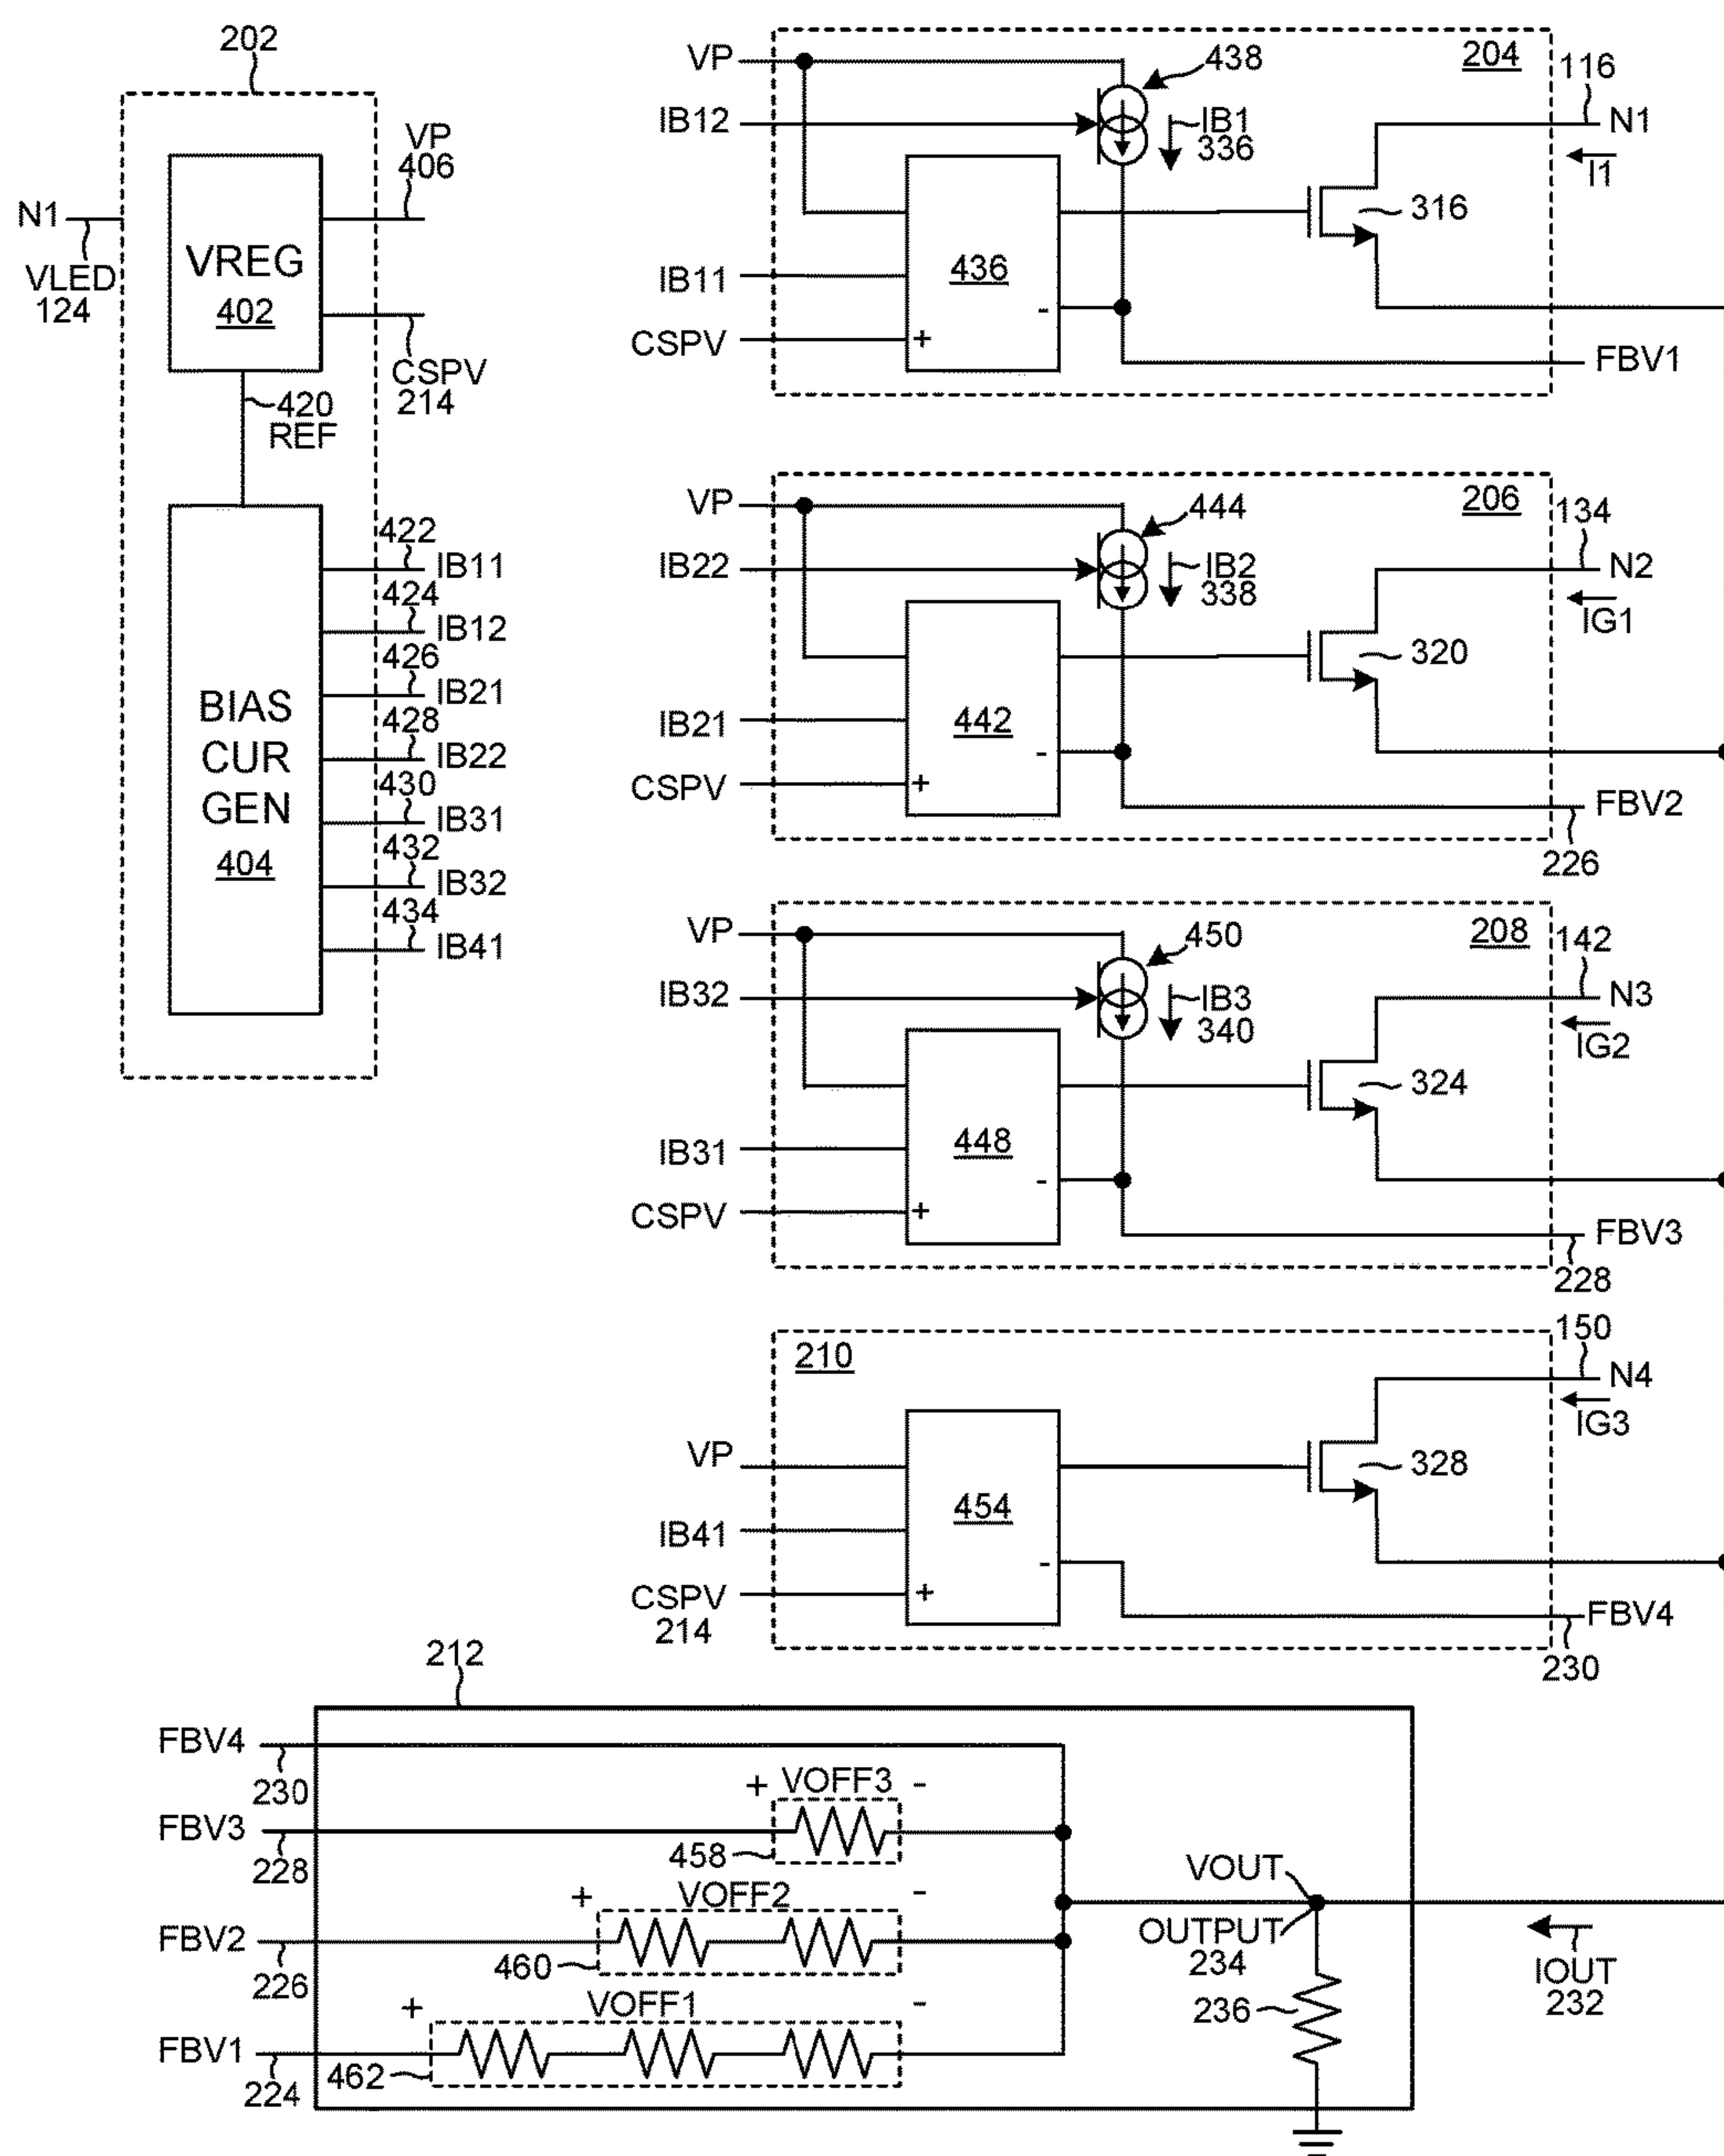 202
N1
VLED
124
VREG
402
VP
406
CSPV
214
420
REF
BIAS
CUR
GEN
404
422
IB11
424
IB12
426
IB21
428
IB22
430
IB31
432
IB32
434
IB41
VP
IB12
IB11
CSPV
438
IB1
336
204
116
N1
I1
436
-
+
316
FBV1
VP
IB22
IB21
CSPV
444
IB2
338
206
134
N2
IG1
442
-
+
320
FBV2
226
VP
IB32
IB31
CSPV
450
IB3
340
208
142
N3
IG2
448
-
+
324
FBV3
228
210
150
N4
IG3
VP
IB41
CSPV
214
454
-
+
328
FBV4
230
212
FBV4
230
+ VOFF3 -
FBV3
228
458
+ VOFF2 -
FBV2
226
460
+ VOFF1 -
FBV1
224
462
VOUT
OUTPUT
234
236
IOUT
232